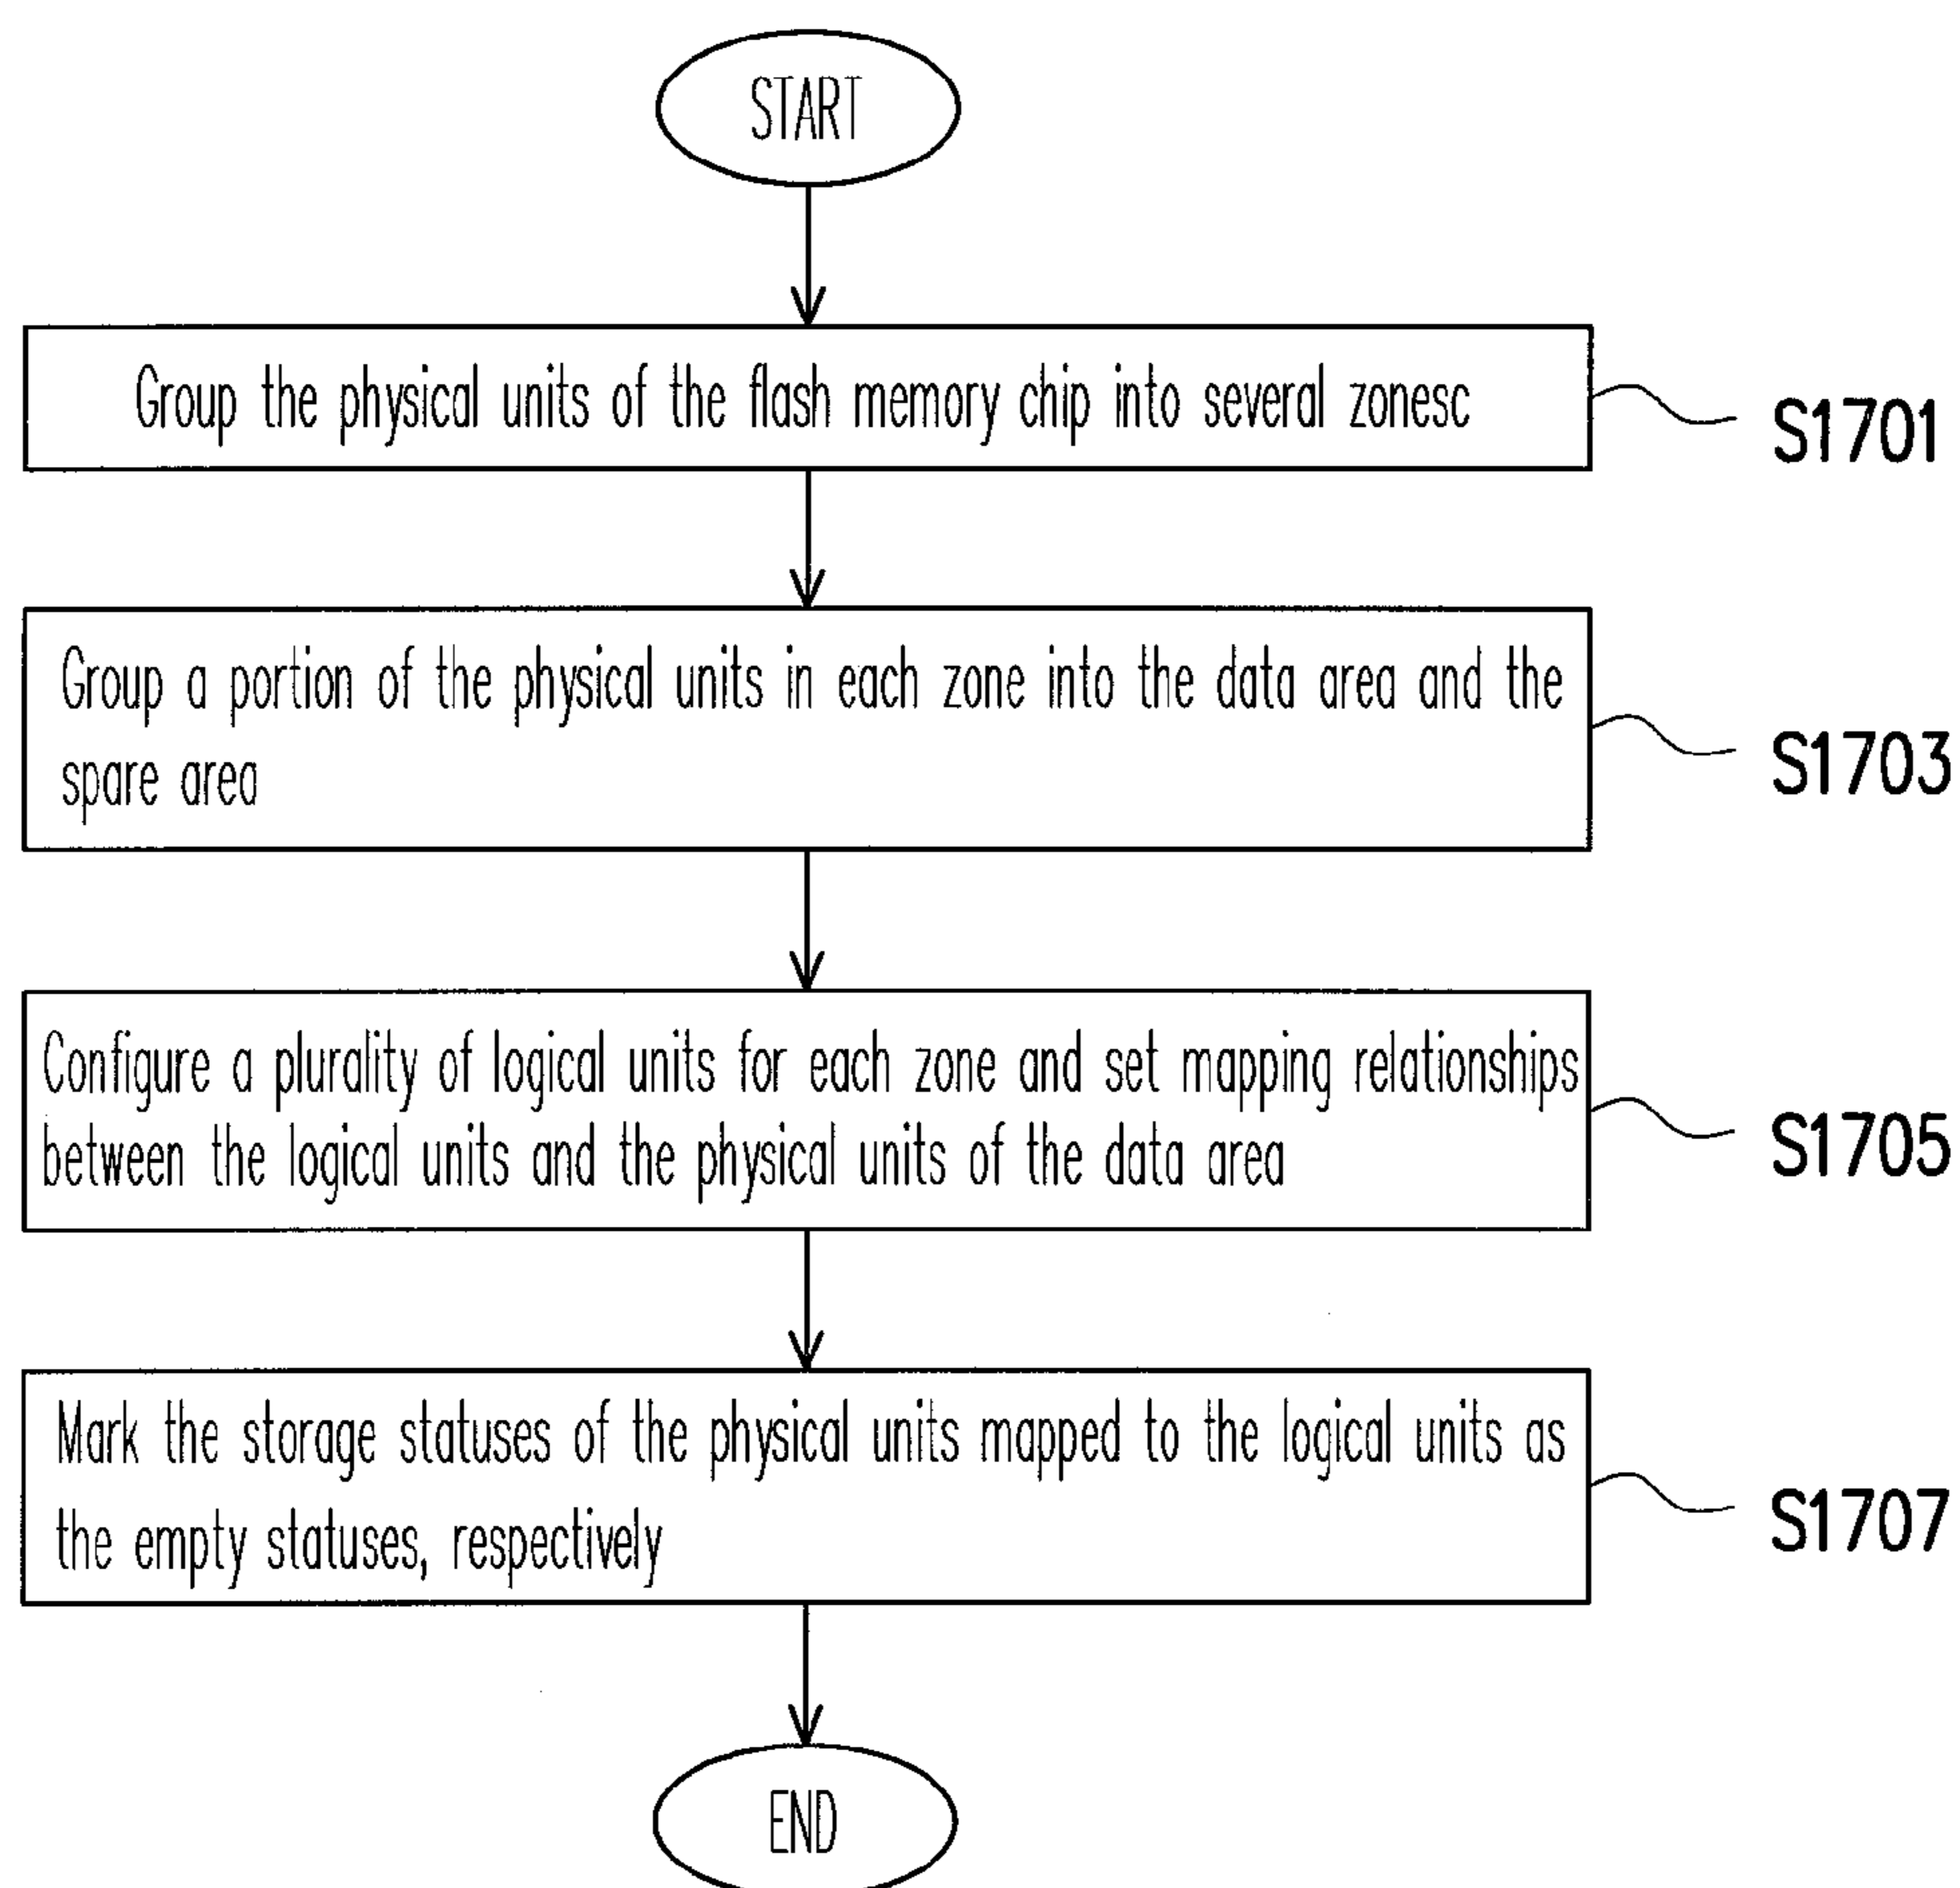 START
Group the physical units of the flash memory chip into several zonesc
S1701
Group a portion of the physical units in each zone into the data area and the
spare area
S1703
Configure a plurality of logical units for each zone and set mapping relationships
between the logical units and the physical units of the data area
S1705
Mark the storage statuses of the physical units mapped to the logical units as
the empty statuses, respectively
S1707
END